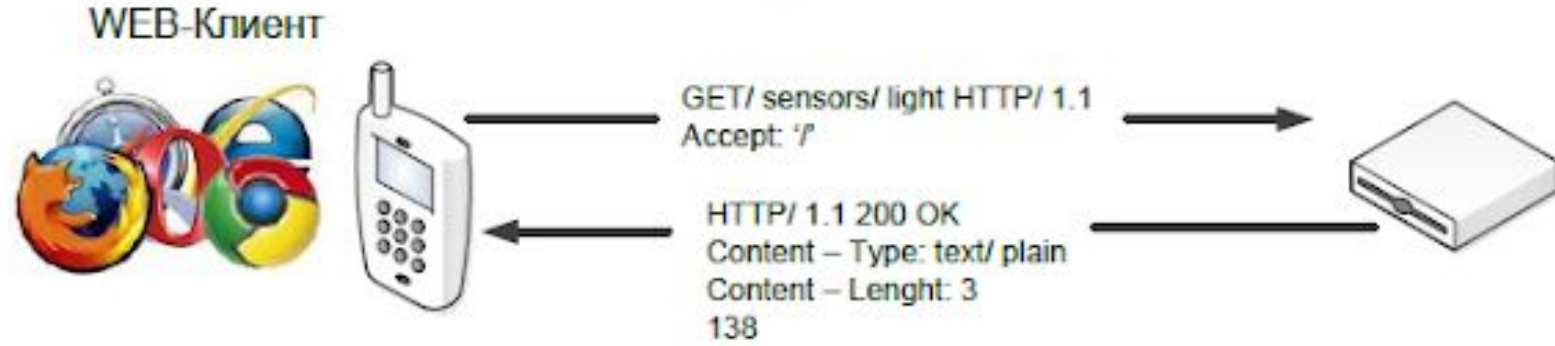 WEB-Клиент
GET/ sensors/ light HTTP/ 1.1
Accept: ‘/’
HTTP/ 1.1 200 OK
Content – Type: text/ plain
Content – Lenght: 3
138